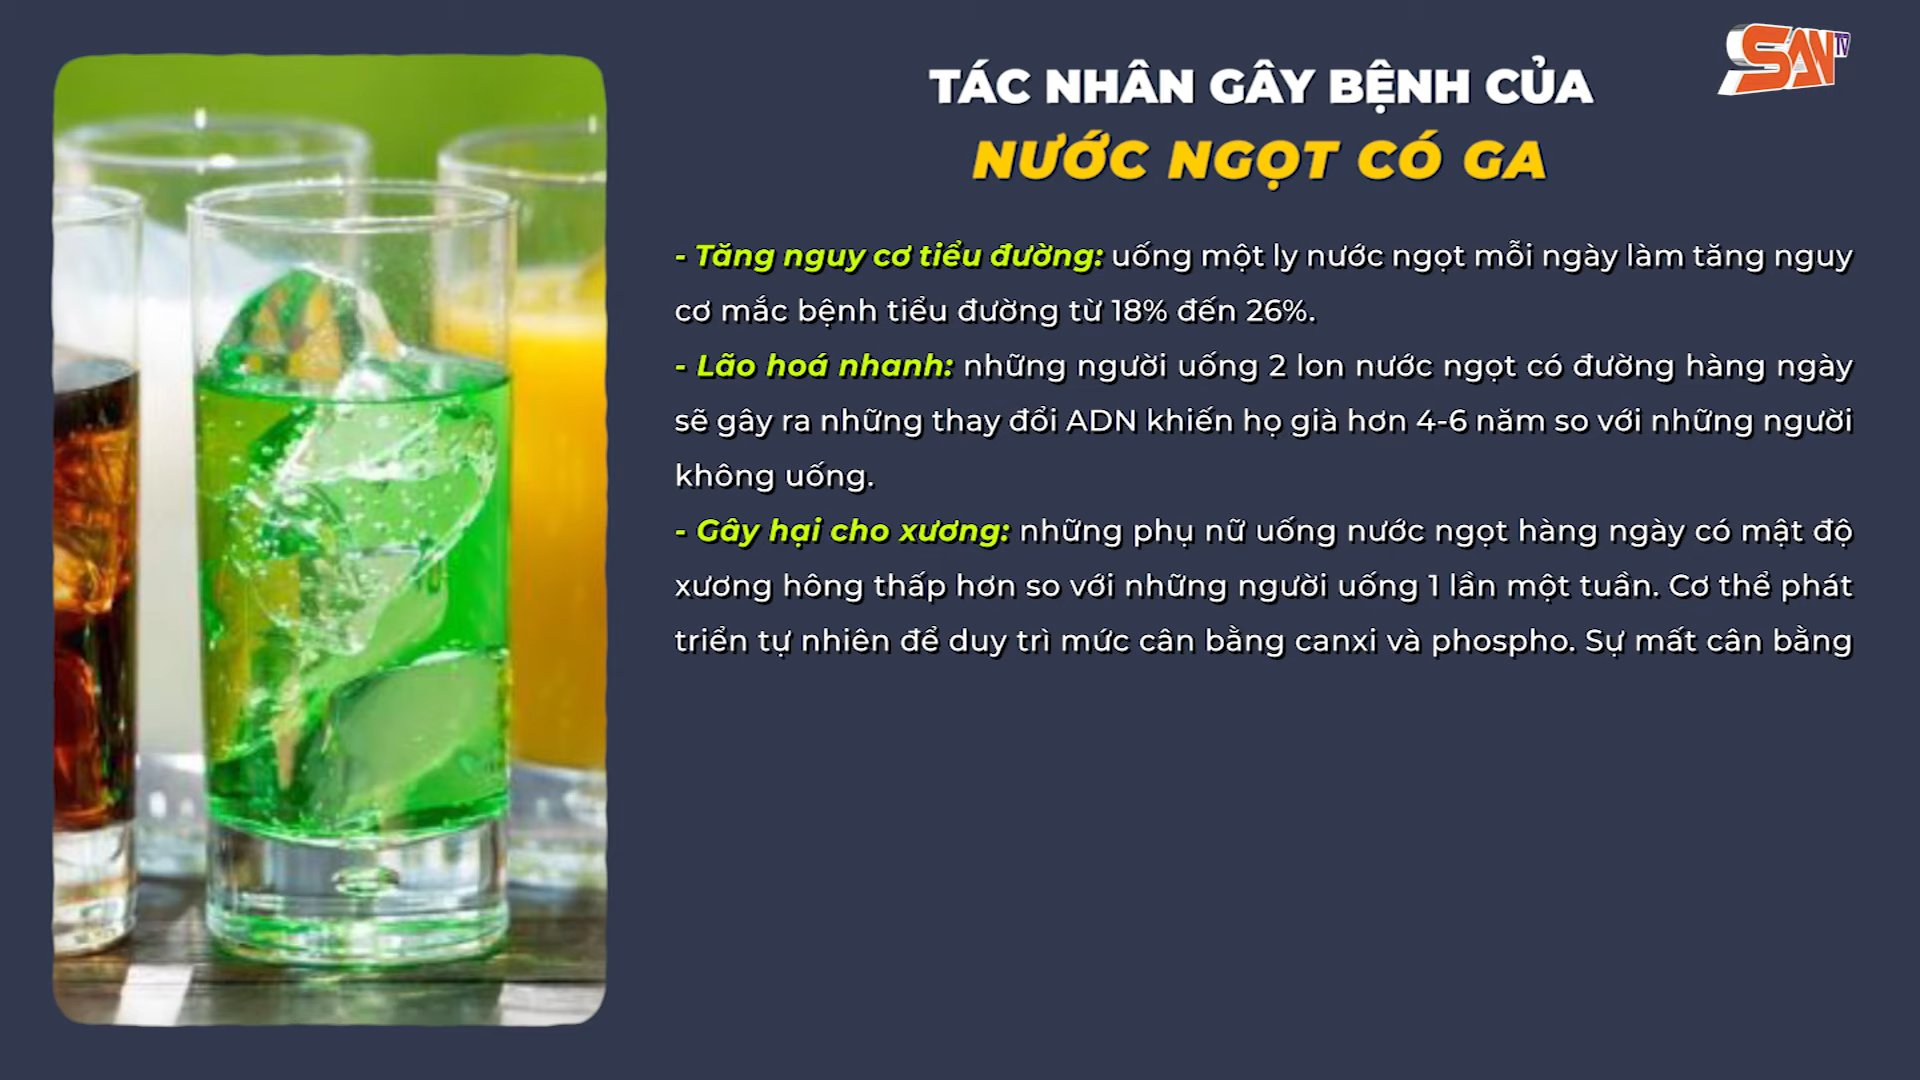 SAN TV
TÁC NHÂN GÂY BỆNH CỦA
NƯỚC NGỌT CÓ GA
- Tăng nguy cơ tiểu đường: uống một ly nước ngọt mỗi ngày làm tăng nguy
cơ mắc bệnh tiểu đường từ 18% đến 26%.
- Lão hoá nhanh: những người uống 2 lon nước ngọt có đường hàng ngày
sẽ gây ra những thay đổi ADN khiến họ già hơn 4-6 năm so với những người
không uống.
- Gây hại cho xương: những phụ nữ uống nước ngọt hàng ngày có mật độ
xương hông thấp hơn so với những người uống 1 lần một tuần. Cơ thể phát
triển tự nhiên để duy trì mức cân bằng canxi và phospho. Sự mất cân bằng